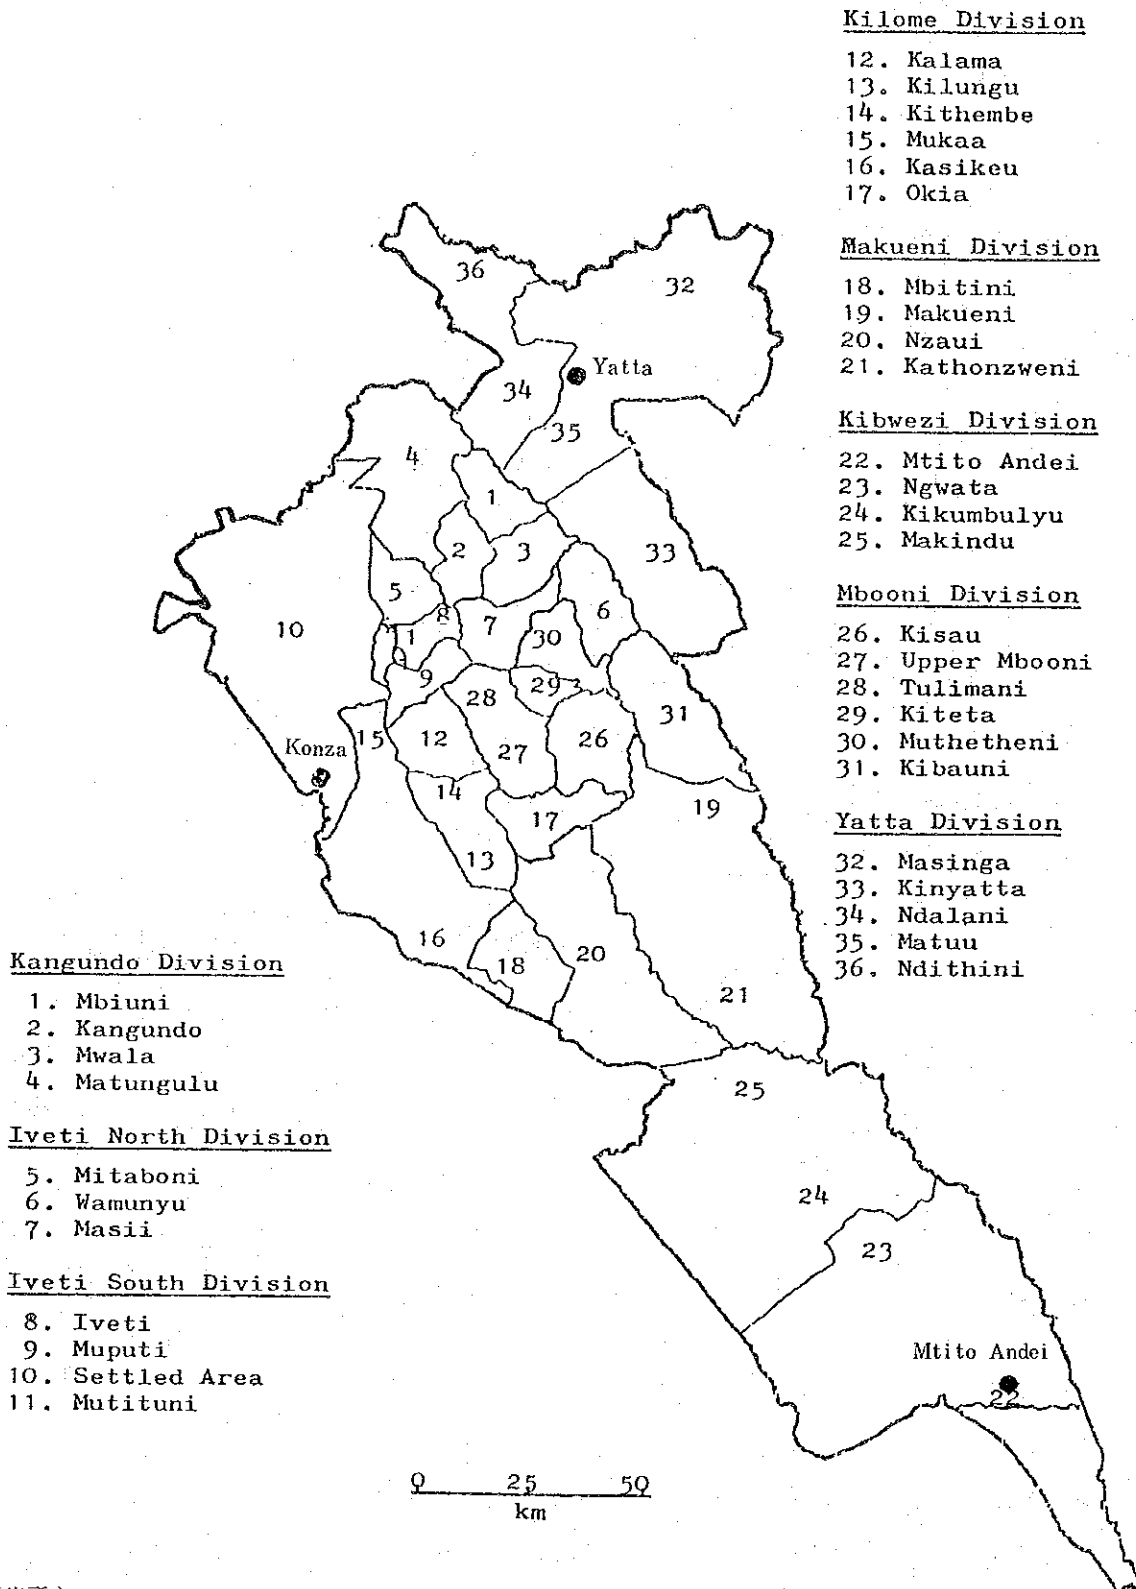 Kilome Division
12. Kalama
13. Kilungu
14. Kithembe
15. Mukaa
16. Kasikeu
17. Okia
Makueni Division
18. Mbitini
19. Makueni
20. Nzaui
21. Kathonzweni
Kibwezi Division
22. Mtito Andei
23. Ngwata
24. Kikumbulyu
25. Makindu
Mbooni Division
26. Kisau
27. Upper Mbooni
28. Tulimani
29. Kiteta
30. Muthetheni
31. Kibauni
Yatta Division
32. Masinga
33. Kinyatta
34. Ndalani
35. Matuu
36. Ndithini
36
32
Yatta
34
35
4
1
2
3
33
5
8
6
10
1
7
30
9
28
29
31
Konza
15
12
27
26
14
19
17
13
16
18
20
21
25
24
23
Mtito Andei
22
Kangundo Division
1. Mbiuni
2. Kangundo
3. Mwala
4. Matungulu
Iveti North Division
5. Mitaboni
6. Wamunyu
7. Masii
Iveti South Division
8. Iveti
9. Muputi
10. Settled Area
11. Mutituni
0 25 50
km